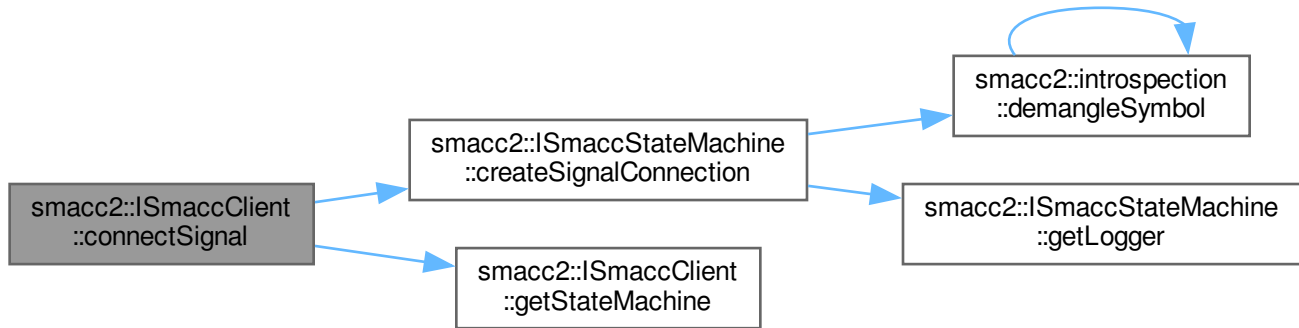 smacc2::ISmaccClient
::connectSignal
smacc2::ISmaccStateMachine
::createSignalConnection
smacc2::introspection
::demangleSymbol
smacc2::ISmaccStateMachine
::getLogger
smacc2::ISmaccClient
::getStateMachine